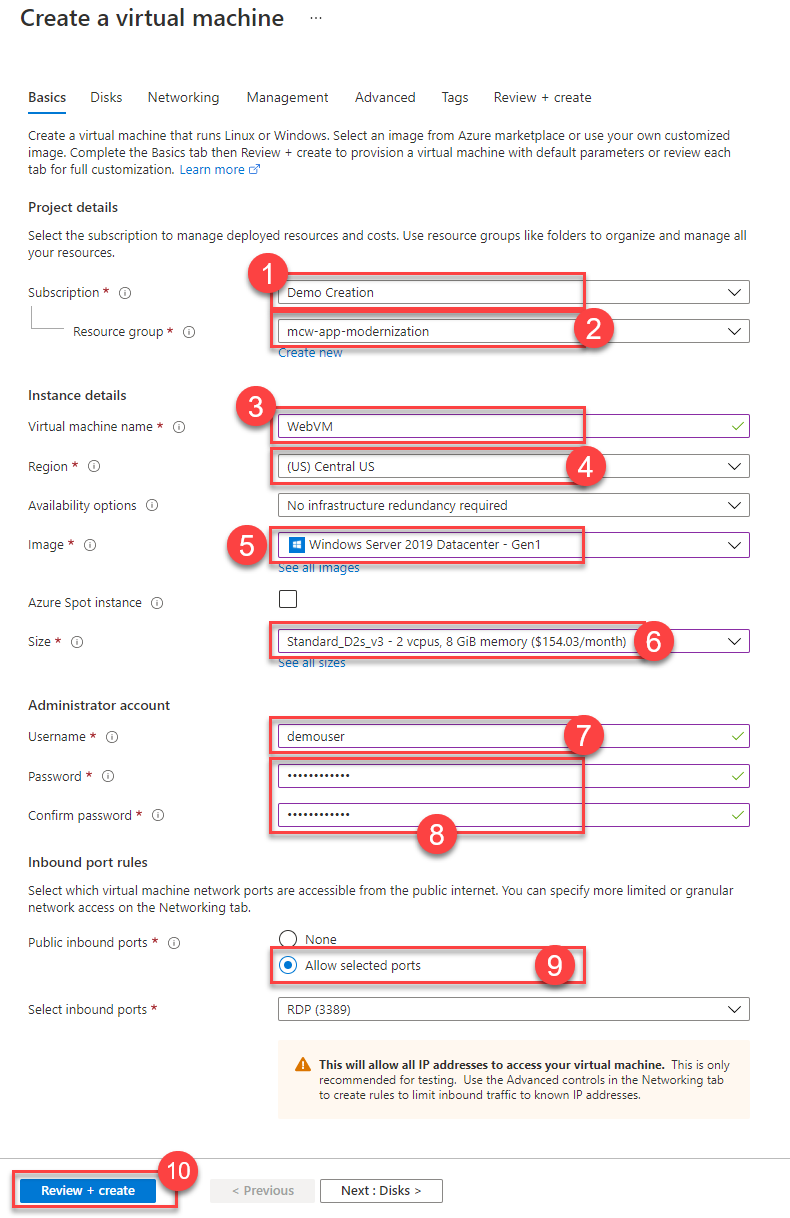 Create a virtual machine ...
Basics Disks Networking Management Advanced Tags Review + create
Create a virtual machine that runs Linux or Windows. Select an image from Azure marketplace or use your own customized
image. Complete the Basics tab then Review + create to provision a virtual machine with default parameters or review each
tab for full customization. Learn more
Project details
Select the subscription to manage deployed resources and costs. Use resource groups like folders to organize and manage all
your resources.
1
Subscription * Demo Creation
Resource group * mcw-app-modernization 2
Create new
Instance details
3
Virtual machine name * WebVM
Region * (US) Central US 4
Availability options No infrastructure redundancy required
Image * 5 Windows Server 2019 Datacenter - Gen1
See all images
Azure Spot instance
Size * Standard_D2s_v3 - 2 vcpus, 8 GiB memory ($154.03/month) 6
See all sizes
Administrator account
Username * demouser 7
Password * ••••••••••••
Confirm password * ••••••••••••
8
Inbound port rules
Select which virtual machine network ports are accessible from the public internet. You can specify more limited or granular
network access on the Networking tab.
Public inbound ports * None
Allow selected ports 9
Select inbound ports * RDP (3389)
This will allow all IP addresses to access your virtual machine. This is only
recommended for testing. Use the Advanced controls in the Networking tab
to create rules to limit inbound traffic to known IP addresses.
10
Review + create < Previous Next : Disks >